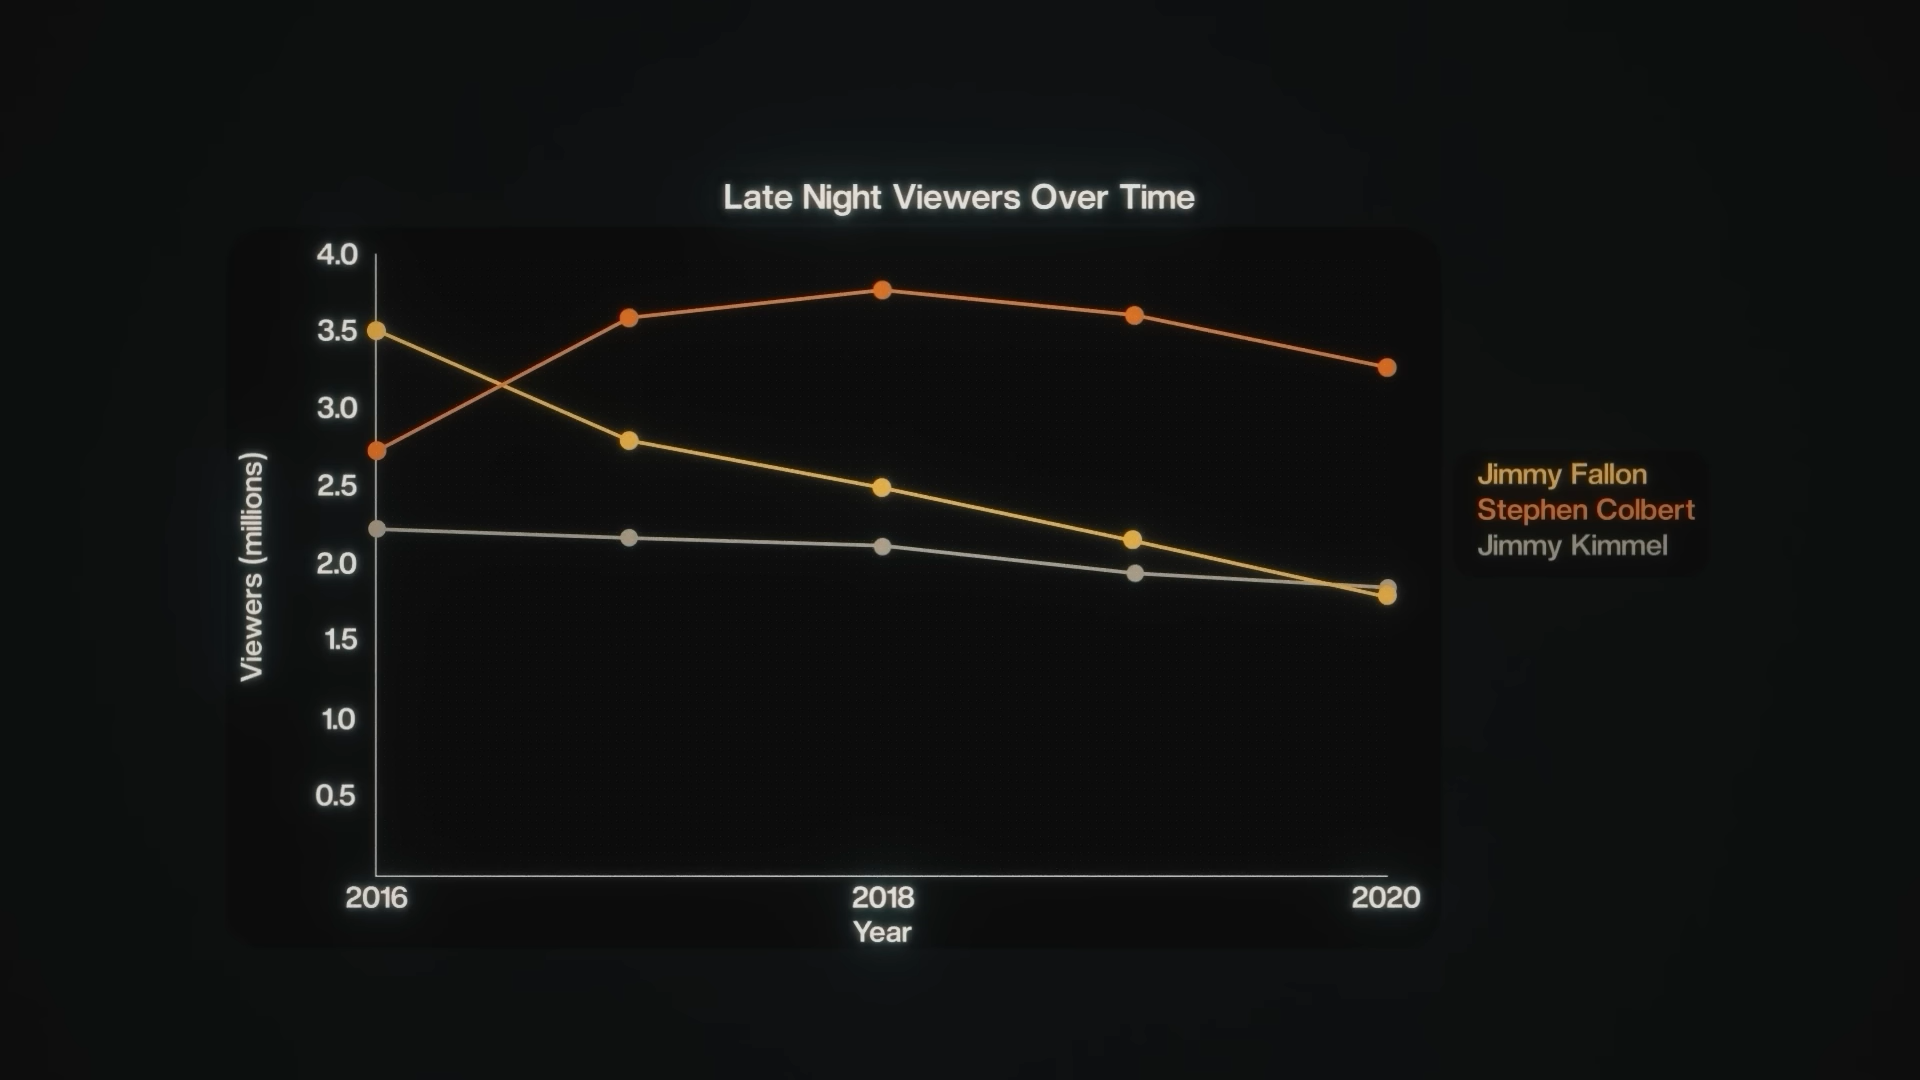 Late Night Viewers Over Time
4.0
3.5
3.0
2.5
2.0
1.5
1.0
0.5
Viewers (millions)
2016
2018
2020
Year
Jimmy Fallon
Stephen Colbert
Jimmy Kimmel